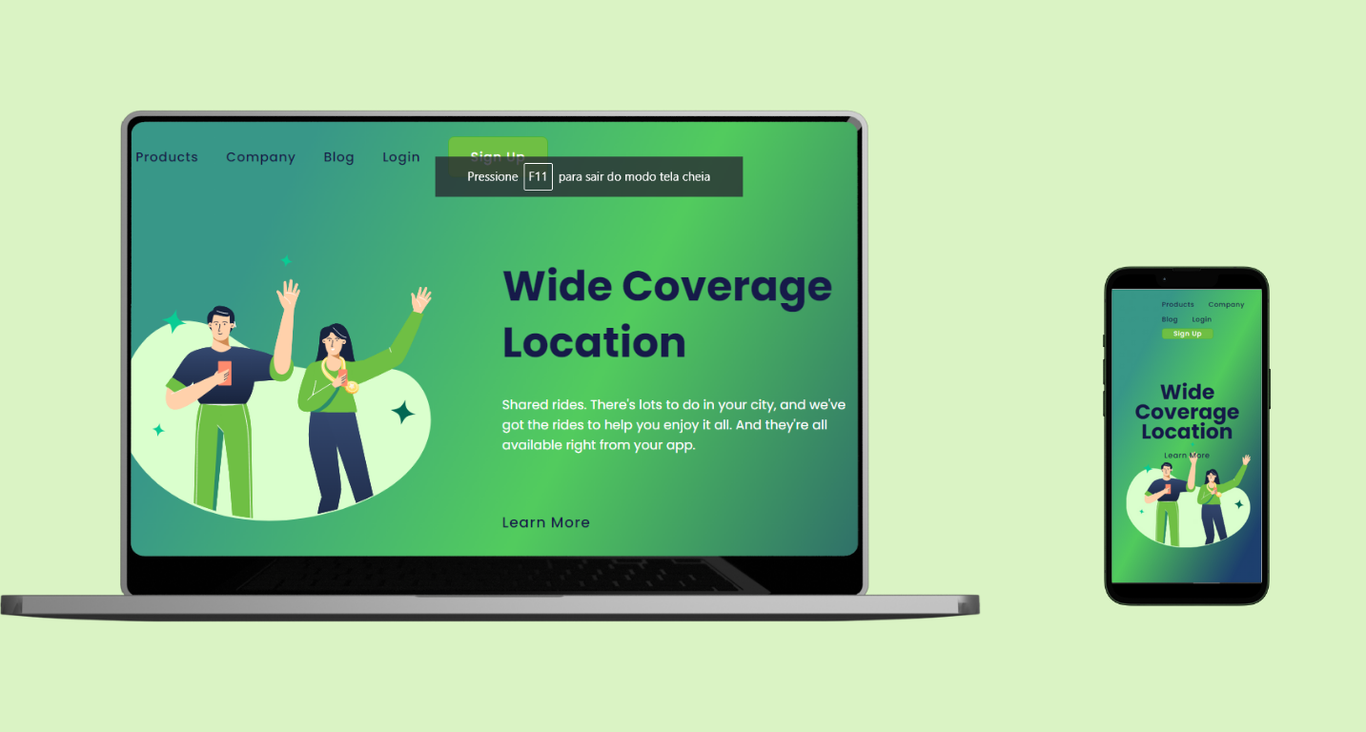 Products Company Blog Login Sign Up
Pressione F11 para sair do modo tela cheia
Wide Coverage
Location
Shared rides. There's lots to do in your city, and we've
got the rides to help you enjoy it all. And they're all
available right from your app.
Learn More
Products Company
Blog Login
Sign Up
Wide
Coverage
Location
Learn More